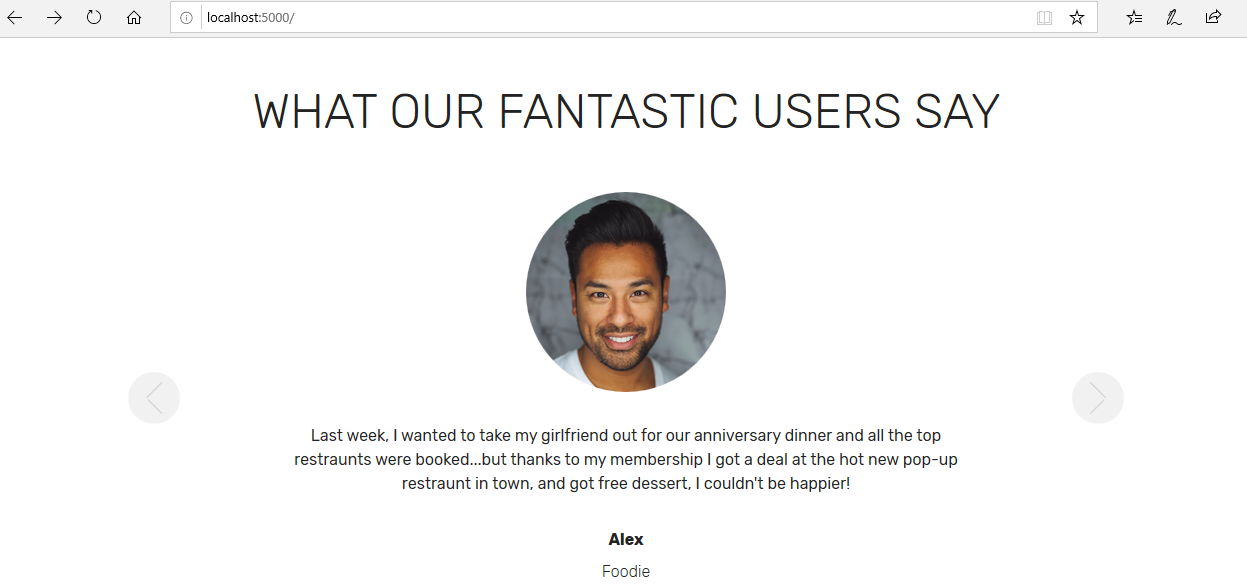 localhost:5000/
WHAT OUR FANTASTIC USERS SAY
Last week, I wanted to take my girlfriend out for our anniversary dinner and all the top
restraunts were booked...but thanks to my membership I got a deal at the hot new pop-up
restraunt in town, and got free dessert, I couldn't be happier!
Alex
Foodie